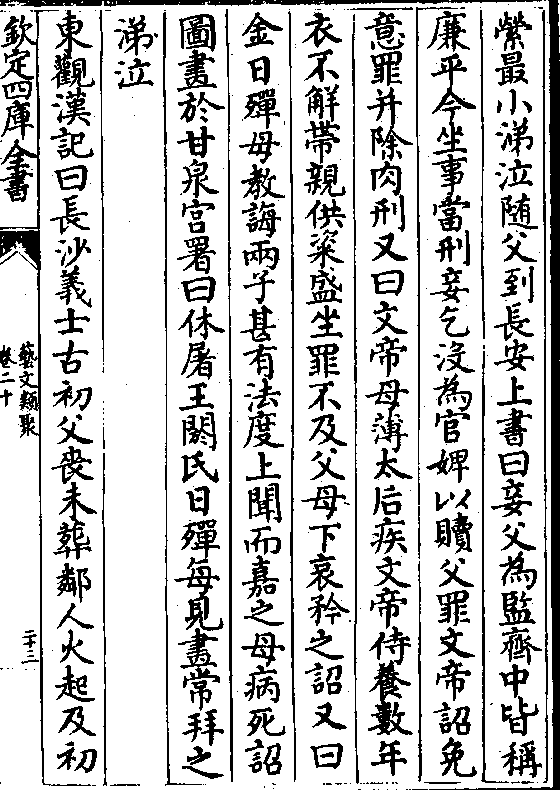 縈最小涕泣随父到長安上書曰妾父為監齊中皆稱
廉平今坐事當刑妾乞沒為官婢以贖父罪文帝詔免
意罪并除肉刑又曰文帝母薄太后疾文帝侍養數年
衣不解帶親供粢盛坐罪不及父母下哀矜之詔又曰
金日殫母教誨兩子甚有法度上聞而嘉之母病死詔
圖畫於甘泉宫署曰休屠王閼氏日殫每見畫常拜之
涕泣
東觀漢記曰長沙義士古初父喪未葬鄰人火起及初
欽定四庫全書
藝文類聚
卷二十
二十三